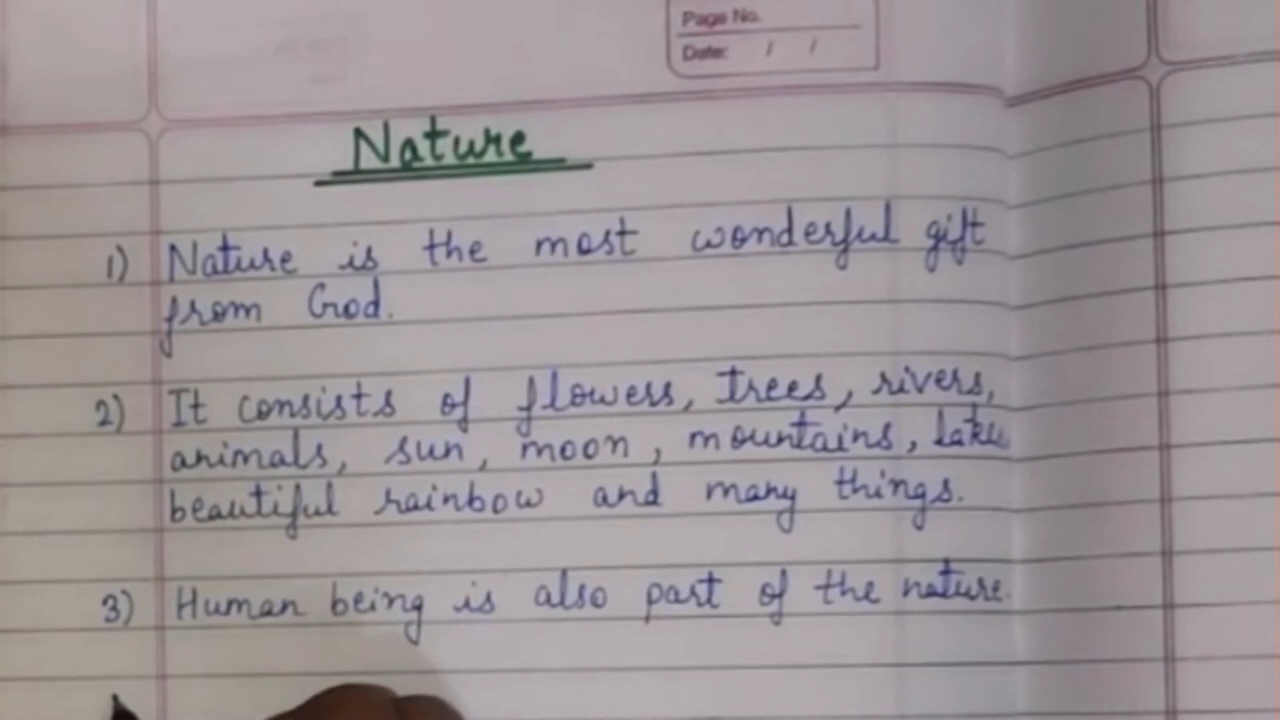 Page No.
Date: / /
Nature
1) Nature is the most wonderful gift
from God.
2) It consists of flowers, trees, rivers,
animals, sun, moon, mountains,
beautiful rainbow and many things.
3) Human being is also part of the nature.